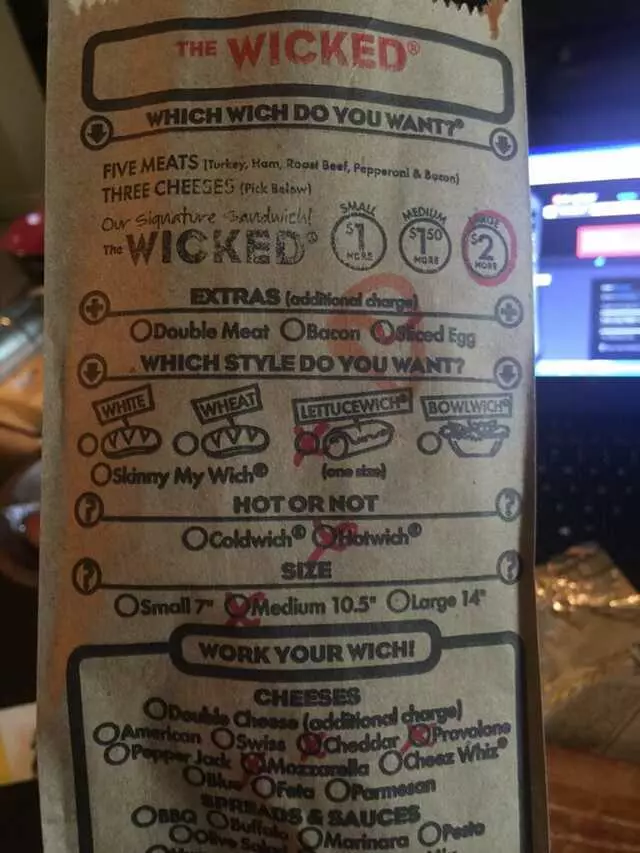 THE WICKED®
WHICH WICH DO YOU WANT?®
FIVE MEATS (Turkey, Ham, Roast Beef, Pepperoni & Bacon)
THREE CHEESES (Pick Below)
Our Signature Sandwich!
The WICKED®
SMALL $1 MORE
MEDIUM $1.50 MORE
LARGE $2 MORE
EXTRAS (additional charge)
Double Meat Bacon Sliced Egg
WHICH STYLE DO YOU WANT?
WHITE WHEAT LETTUCEWICH® BOWLWICH®
Skinny My Wich® (one size)
HOT OR NOT
Coldwich® Hotwich®
SIZE
Small 7" Medium 10.5" Large 14"
WORK YOUR WICH!
CHEESES
Double Cheese (additional charge)
American Swiss Cheddar Provolone
Pepper Jack Mozzarella Cheez Whiz®
Blue Feta Parmesan
SPREADS & SAUCES
BBQ Buffalo Marinara Pesto